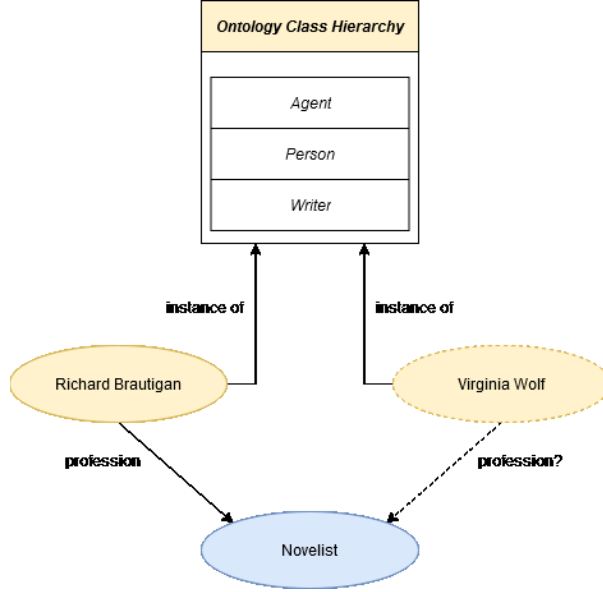 Ontology Class Hierarchy
Agent
Person
Writer
instance of
instance of
Richard Brautigan
Virginia Wolf
profession
profession?
Novelist